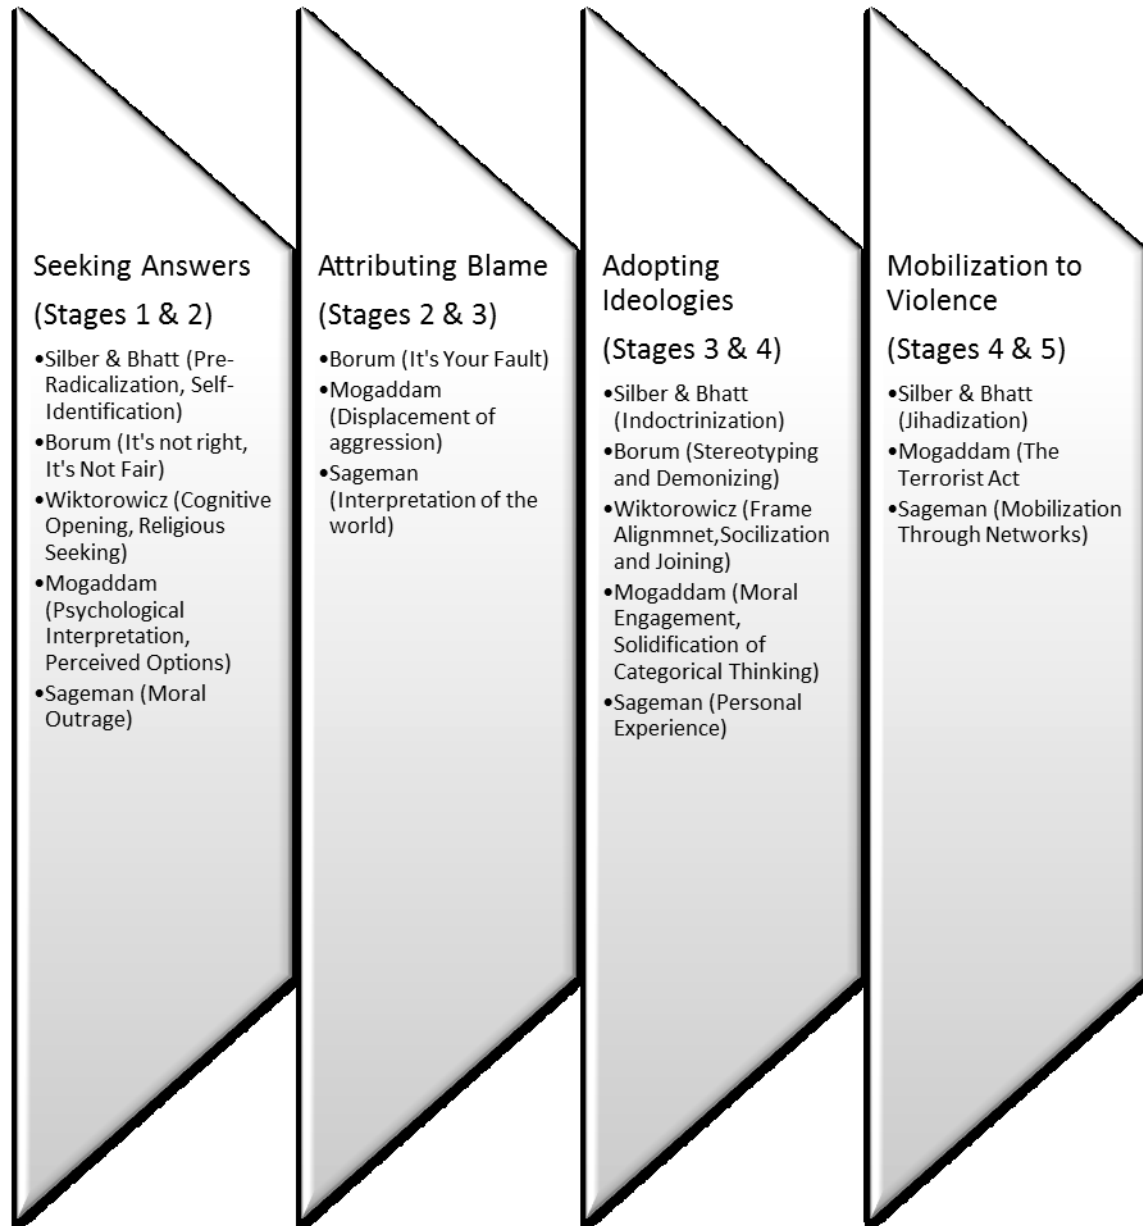 Seeking Answers
(Stages 1 & 2)
•Silber & Bhatt (Pre-
Radicalization, Self-
Identification)
•Borum (It's not right,
It's Not Fair)
•Wiktorowicz (Cognitive
Opening, Religious
Seeking)
•Mogaddam
(Psychological
Interpretation,
Perceived Options)
•Sageman (Moral
Outrage)
Attributing Blame
(Stages 2 & 3)
•Borum (It's Your Fault)
•Mogaddam
(Displacement of
aggression)
•Sageman
(Interpretation of the
world)
Adopting
Ideologies
(Stages 3 & 4)
•Silber & Bhatt
(Indoctrinization)
•Borum (Stereotyping
and Demonizing)
•Wiktorowicz (Frame
Alignmnet,Socilization
and Joining)
•Mogaddam (Moral
Engagement,
Solidification of
Categorical Thinking)
•Sageman (Personal
Experience)
Mobilization to
Violence
(Stages 4 & 5)
•Silber & Bhatt
(Jihadization)
•Mogaddam (The
Terrorist Act
•Sageman (Mobilization
Through Networks)